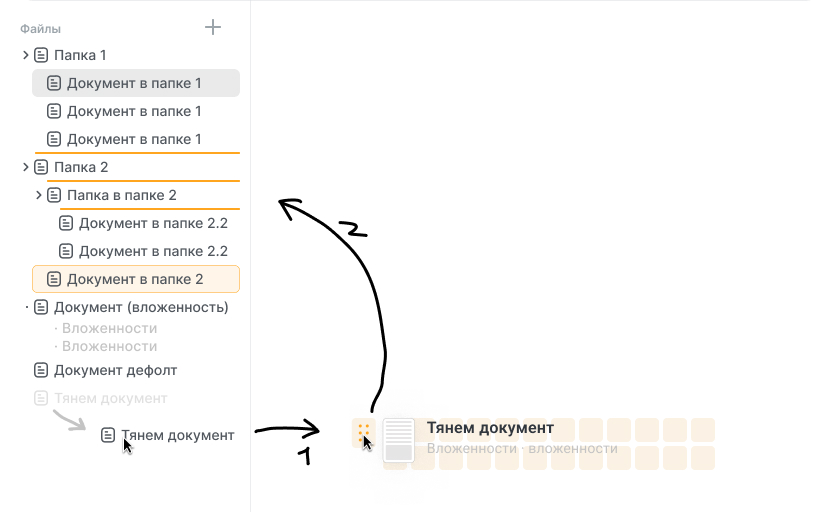 Файлы
Папка 1
Документ в папке 1
Документ в папке 1
Документ в папке 1
Папка 2
Папка в папке 2
Документ в папке 2.2
Документ в папке 2.2
Документ в папке 2
· Документ (вложенность)
· Вложенности
· Вложенности
Документ дефолт
Тянем документ
Тянем документ
1
2
Тянем документ
Вложенности · вложенности